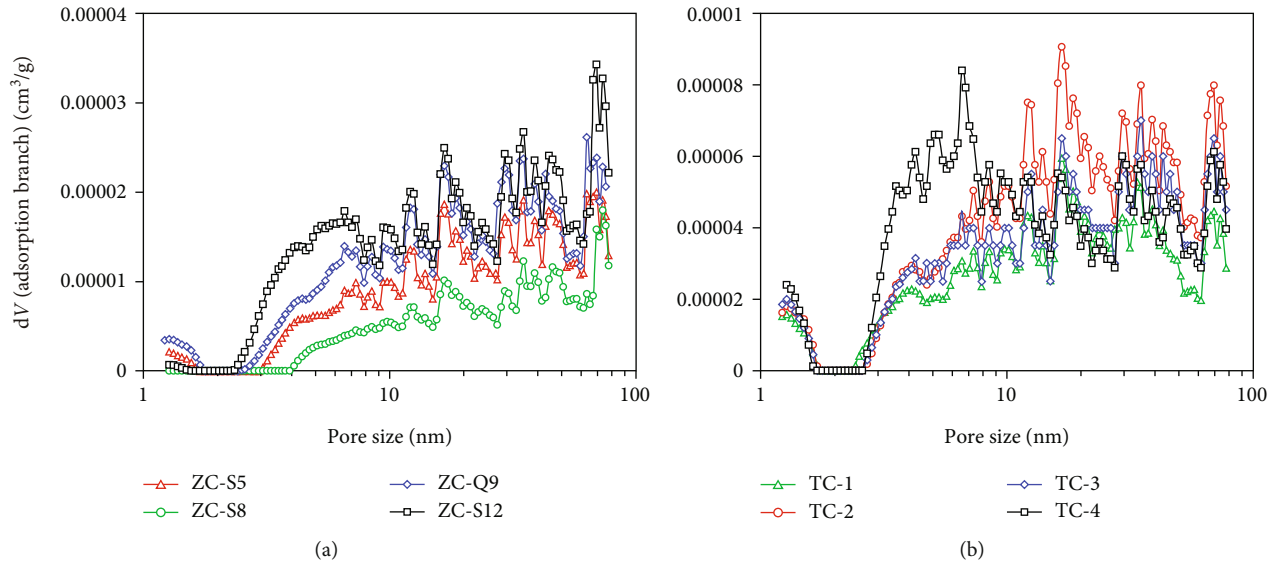 0.00004
0.00003
0.00002
0.00001
0
dV (adsorption branch) (cm³/g)
1
10
100
Pore size (nm)
ZC-S5
ZC-Q9
ZC-S8
ZC-S12
(a)
0.0001
0.00008
0.00006
0.00004
0.00002
0
1
10
100
Pore size (nm)
TC-1
TC-3
TC-2
TC-4
(b)